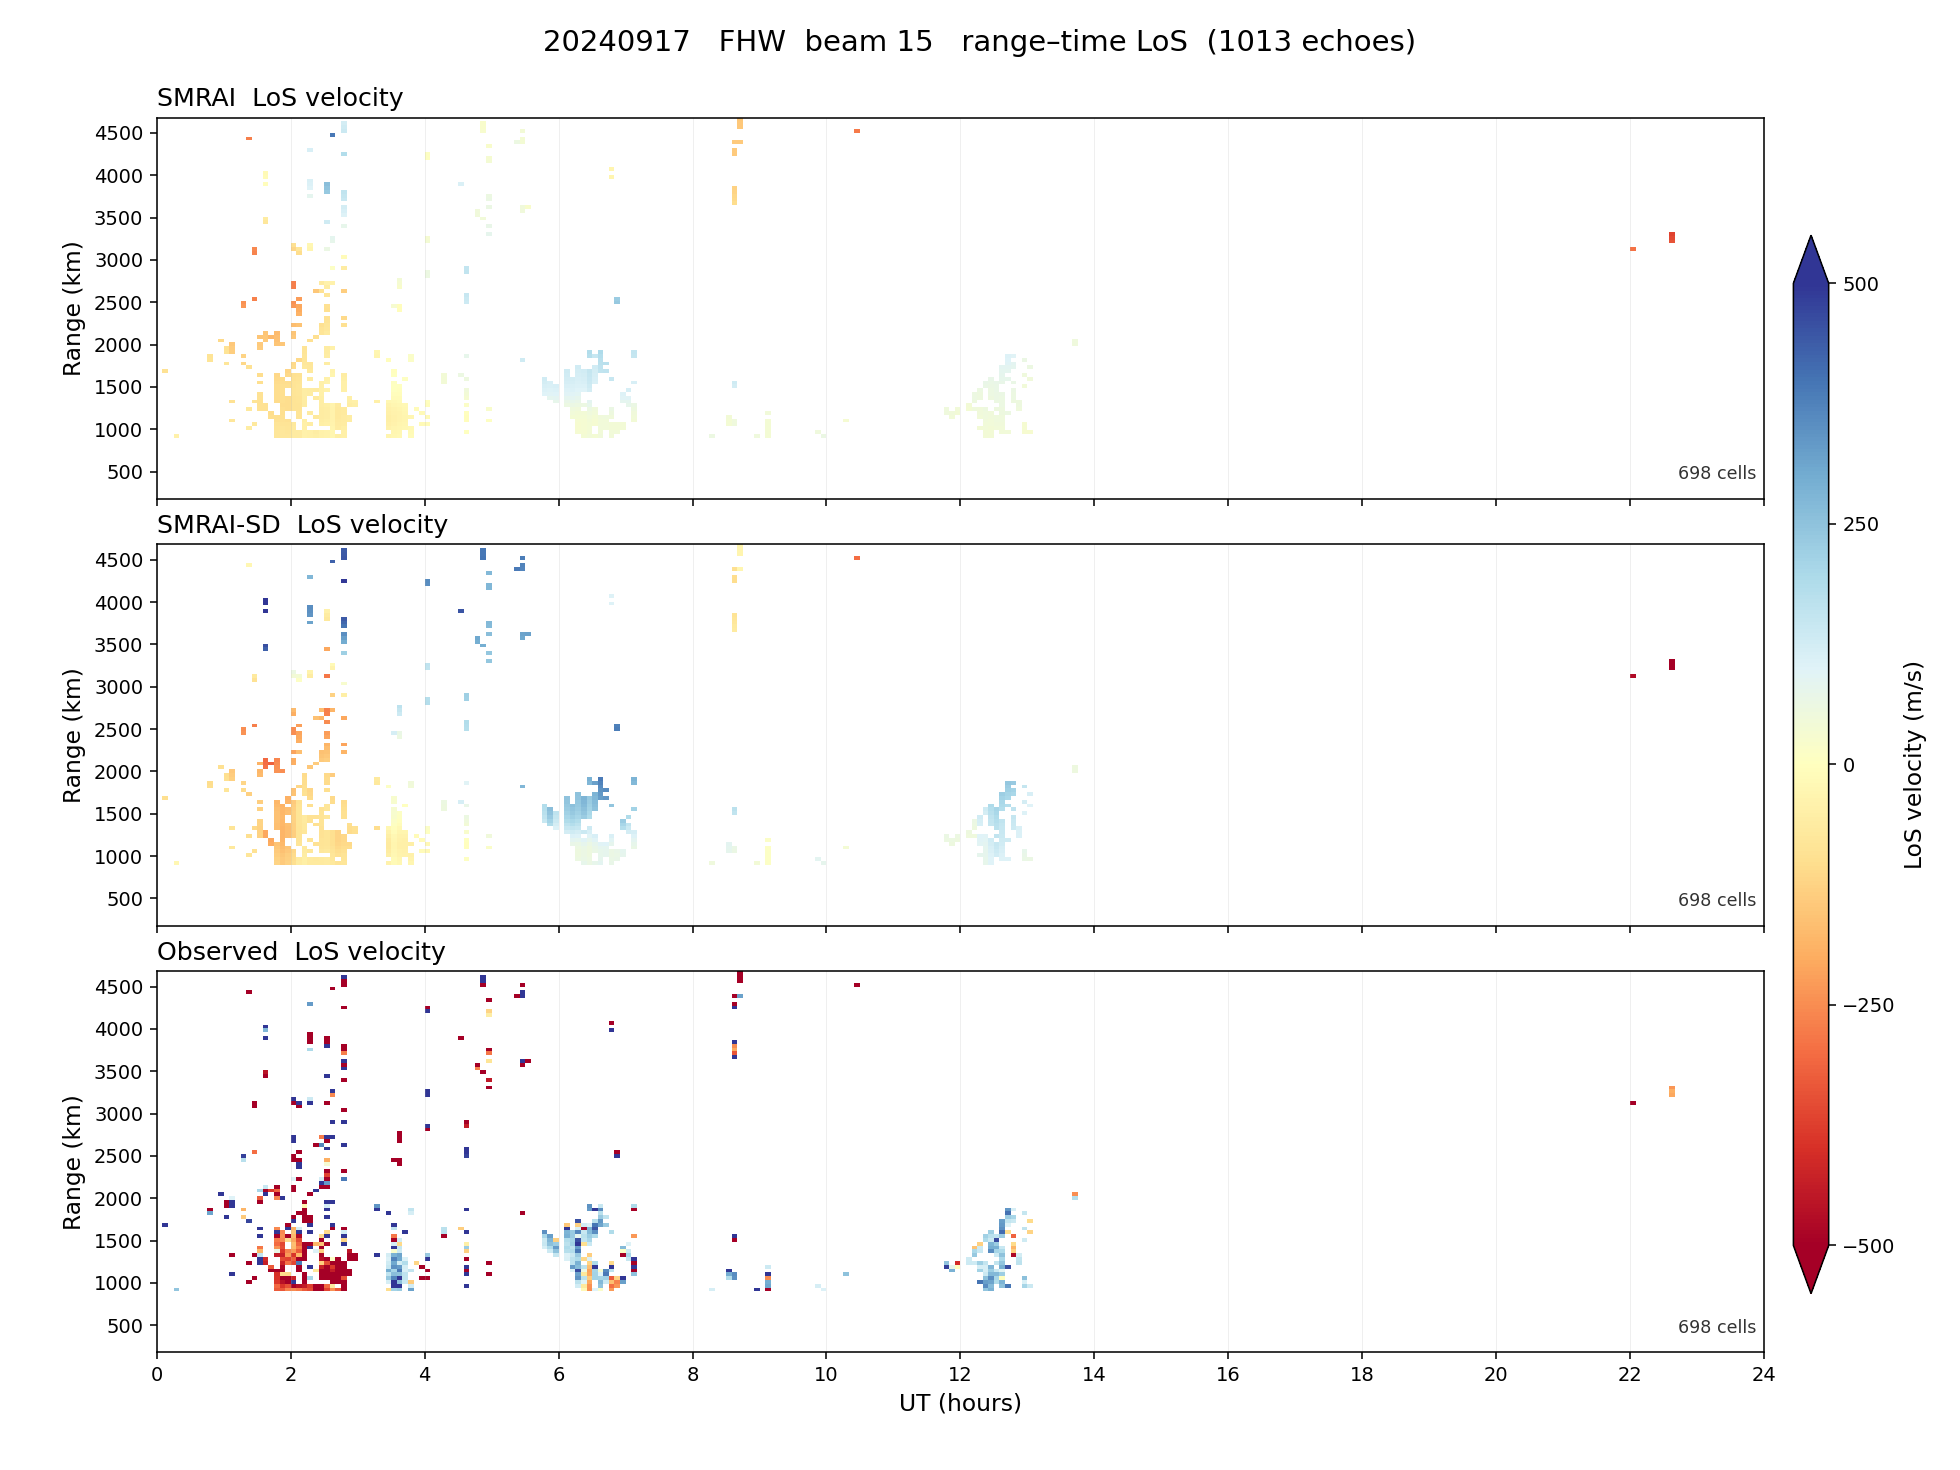 20240917   FHW  beam 15   range–time LoS  (1013 echoes)
SMRAI  LoS velocity
4500
4000
3500
3000
2500
2000
1500
1000
500
Range (km)
698 cells
SMRAI-SD  LoS velocity
4500
4000
3500
3000
2500
2000
1500
1000
500
Range (km)
698 cells
Observed  LoS velocity
4500
4000
3500
3000
2500
2000
1500
1000
500
Range (km)
698 cells
0 2 4 6 8 10 12 14 16 18 20 22 24
UT (hours)
500
250
0
−250
−500
LoS velocity (m/s)